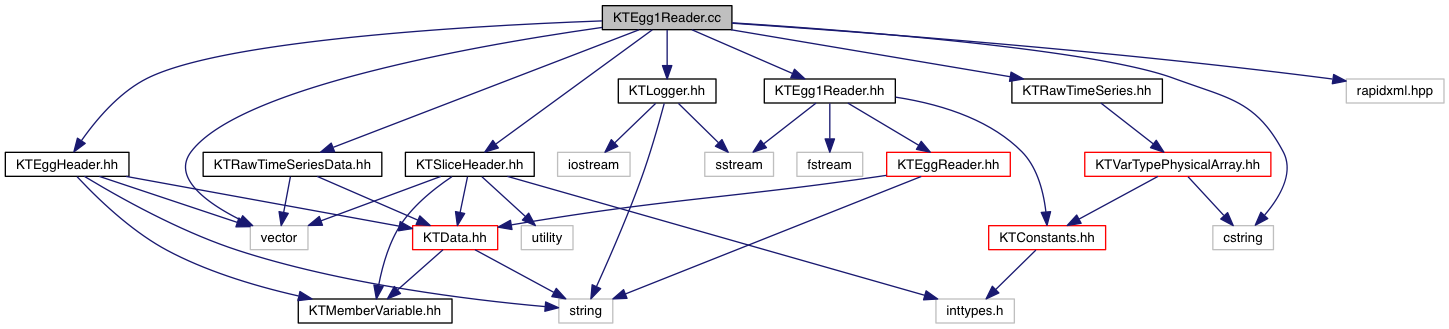 KTEgg1Reader.cc
KTLogger.hh
KTEgg1Reader.hh
KTRawTimeSeries.hh
rapidxml.hpp
KTEggHeader.hh
KTRawTimeSeriesData.hh
KTSliceHeader.hh
iostream
sstream
fstream
KTEggReader.hh
KTVarTypePhysicalArray.hh
vector
KTData.hh
utility
KTConstants.hh
cstring
KTMemberVariable.hh
string
inttypes.h